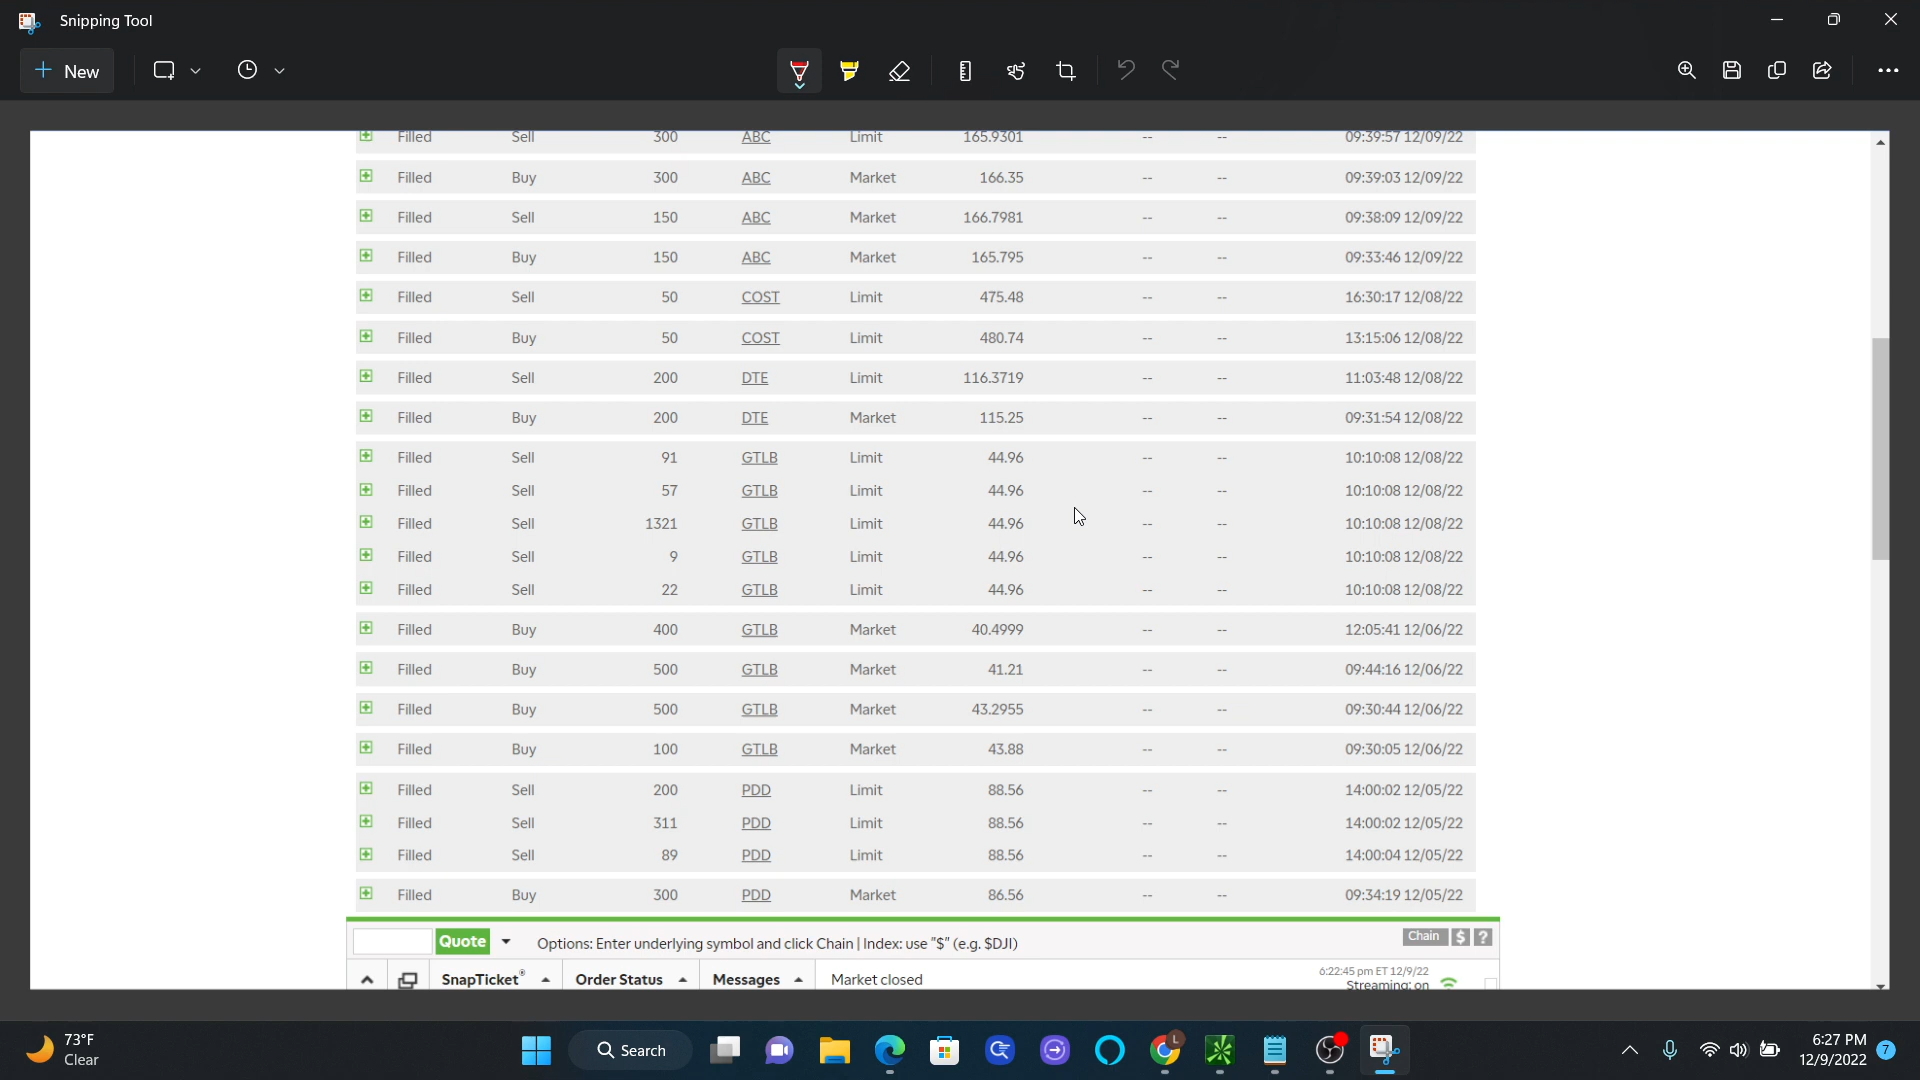 Snipping Tool
New
Filled Sell 300 ABC Limit 165.9301 -- -- 09:39:57 12/09/22
Filled Buy 300 ABC Market 166.35 -- -- 09:39:03 12/09/22
Filled Sell 150 ABC Market 166.7981 -- -- 09:38:09 12/09/22
Filled Buy 150 ABC Market 165.795 -- -- 09:33:46 12/09/22
Filled Sell 50 COST Limit 475.48 -- -- 16:30:17 12/08/22
Filled Buy 50 COST Limit 480.74 -- -- 13:15:06 12/08/22
Filled Sell 200 DTE Limit 116.3719 -- -- 11:03:48 12/08/22
Filled Buy 200 DTE Market 115.25 -- -- 09:31:54 12/08/22
Filled Sell 91 GTLB Limit 44.96 -- -- 10:10:08 12/08/22
Filled Sell 57 GTLB Limit 44.96 -- -- 10:10:08 12/08/22
Filled Sell 1321 GTLB Limit 44.96 -- -- 10:10:08 12/08/22
Filled Sell 9 GTLB Limit 44.96 -- -- 10:10:08 12/08/22
Filled Sell 22 GTLB Limit 44.96 -- -- 10:10:08 12/08/22
Filled Buy 400 GTLB Market 40.4999 -- -- 12:05:41 12/06/22
Filled Buy 500 GTLB Market 41.21 -- -- 09:44:16 12/06/22
Filled Buy 500 GTLB Market 43.2955 -- -- 09:30:44 12/06/22
Filled Buy 100 GTLB Market 43.88 -- -- 09:30:05 12/06/22
Filled Sell 200 PDD Limit 88.56 -- -- 14:00:02 12/05/22
Filled Sell 311 PDD Limit 88.56 -- -- 14:00:02 12/05/22
Filled Sell 89 PDD Limit 88.56 -- -- 14:00:04 12/05/22
Filled Buy 300 PDD Market 86.56 -- -- 09:34:19 12/05/22
Quote Options: Enter underlying symbol and click Chain | Index: use "$" (e.g. $DJI) Chain $ ?
SnapTicket® Order Status Messages Market closed 6:22:45 pm ET 12/9/22
Streaming: on
73°F
Clear
Search
L
6:27 PM
12/9/2022
7